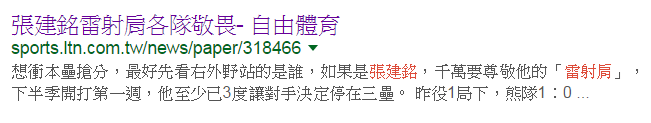 張建銘雷射肩各隊敬畏- 自由體育
sports.ltn.com.tw/news/paper/318466
想衝本壘搶分，最好先看右外野站的是誰，如果是張建銘，千萬要尊敬他的「雷射肩」，
下半季開打第一週，他至少已3度讓對手決定停在三壘。 昨役1局下，熊隊1：0 ...